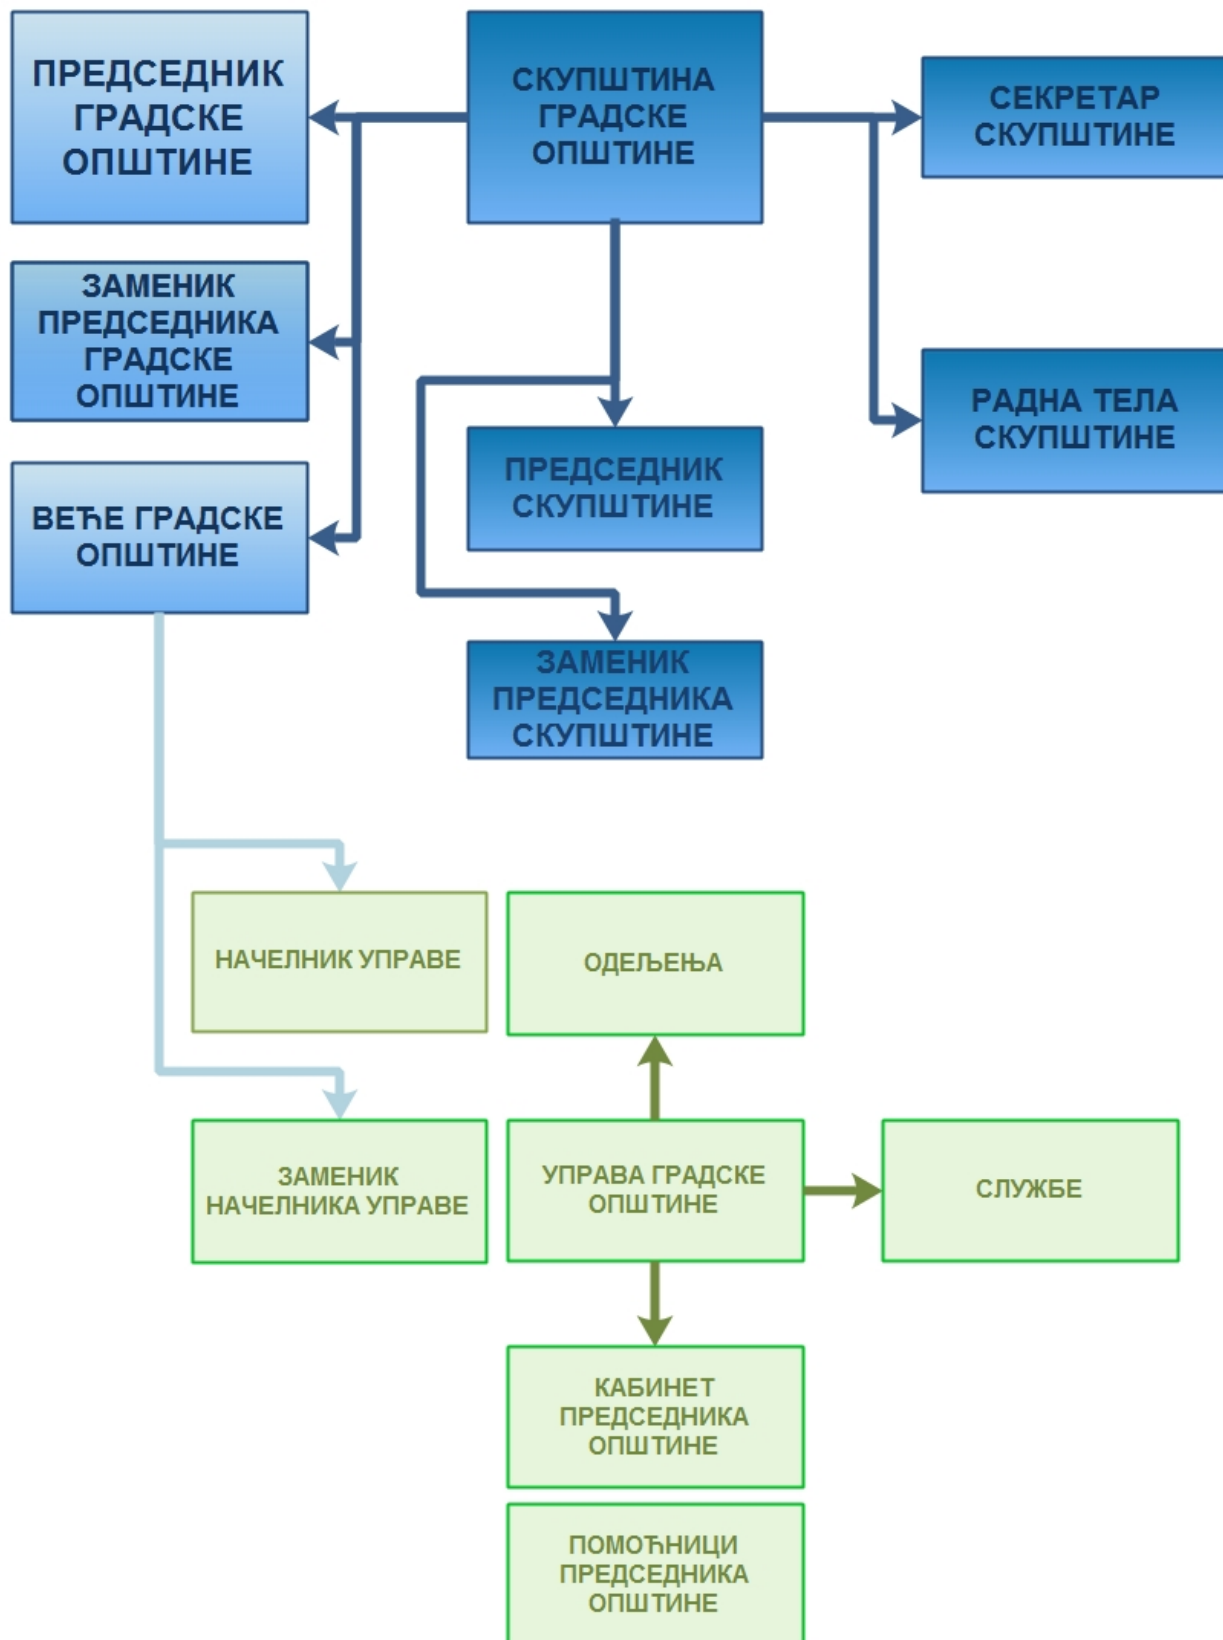 ПРЕДСЕДНИК
ГРАДСКЕ
ОПШТИНЕ
СКУПШТИНА
ГРАДСКЕ
ОПШТИНЕ
СЕКРЕТАР
СКУПШТИНЕ
ЗАМЕНИК
ПРЕДСЕДНИКА
ГРАДСКЕ
ОПШТИНЕ
РАДНА ТЕЛА
СКУПШТИНЕ
ВЕЋЕ ГРАДСКЕ
ОПШТИНЕ
ПРЕДСЕДНИК
СКУПШТИНЕ
ЗАМЕНИК
ПРЕДСЕДНИКА
СКУПШТИНЕ
НАЧЕЛНИК УПРАВЕ
ОДЕЉЕЊА
ЗАМЕНИК
НАЧЕЛНИКА УПРАВЕ
УПРАВА ГРАДСКЕ
ОПШТИНЕ
СЛУЖБЕ
КАБИНЕТ
ПРЕДСЕДНИКА
ОПШТИНЕ
ПОМОЋНИЦИ
ПРЕДСЕДНИКА
ОПШТИНЕ